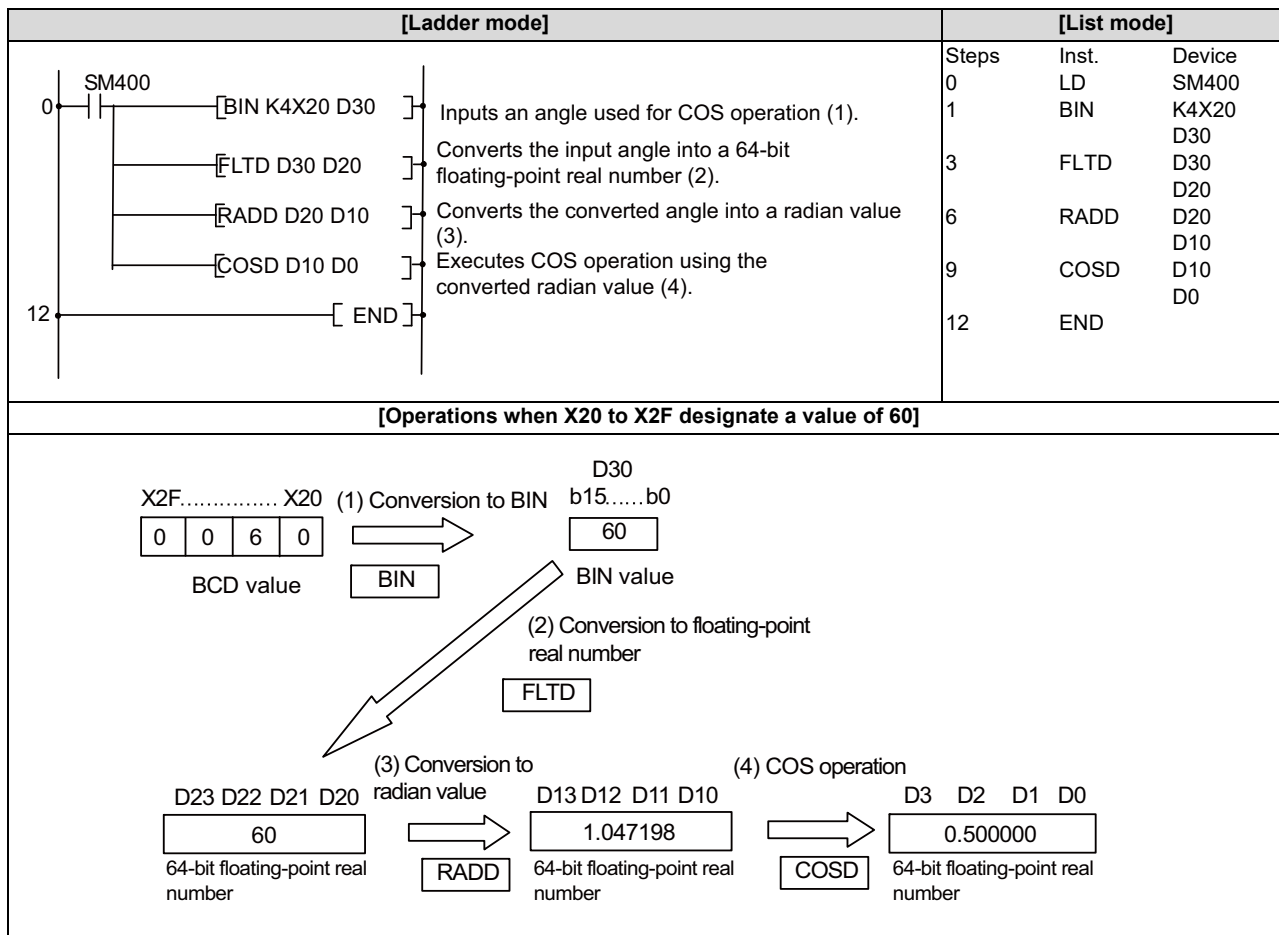 [Ladder mode] [List mode]
Steps Inst. Device
0 LD SM400
1 BIN K4X20
D30
3 FLTD D30
D20
6 RADD D20
D10
9 COSD D10
D0
12 END
SM400
0 [BIN K4X20 D30 ] Inputs an angle used for COS operation (1).
[FLTD D30 D20 ] Converts the input angle into a 64-bit
floating-point real number (2).
[RADD D20 D10 ] Converts the converted angle into a radian value
(3).
[COSD D10 D0 ] Executes COS operation using the
converted radian value (4).
12 [ END ]
[Operations when X20 to X2F designate a value of 60]
D30
X2F............... X20 (1) Conversion to BIN b15......b0
0 0 6 0 60
BCD value BIN BIN value
(2) Conversion to floating-point
real number
FLTD
(3) Conversion to (4) COS operation
D23 D22 D21 D20 radian value D13 D12 D11 D10 D3 D2 D1 D0
60 1.047198 0.500000
64-bit floating-point real RADD 64-bit floating-point real COSD 64-bit floating-point real
number number number